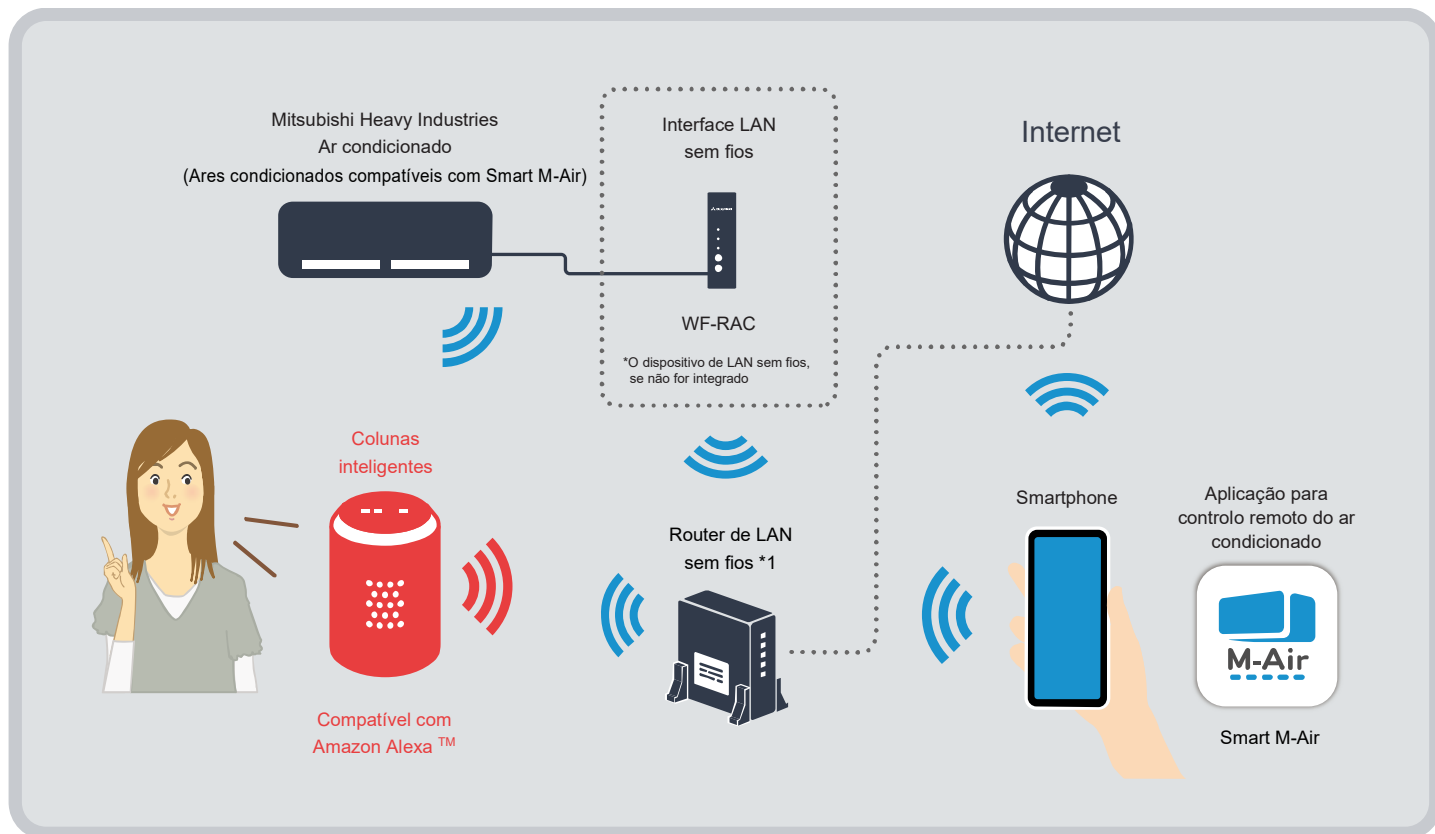 Mitsubishi Heavy Industries
Ar condicionado
(Ares condicionados compatíveis com Smart M-Air)
Interface LAN
sem fios
WF-RAC
*O dispositivo de LAN sem fios,
se não for integrado
Internet
Colunas
inteligentes
Compatível com
Amazon Alexa TM
Router de LAN
sem fios *1
Smartphone
Aplicação para
controlo remoto do ar
condicionado
M-Air
Smart M-Air